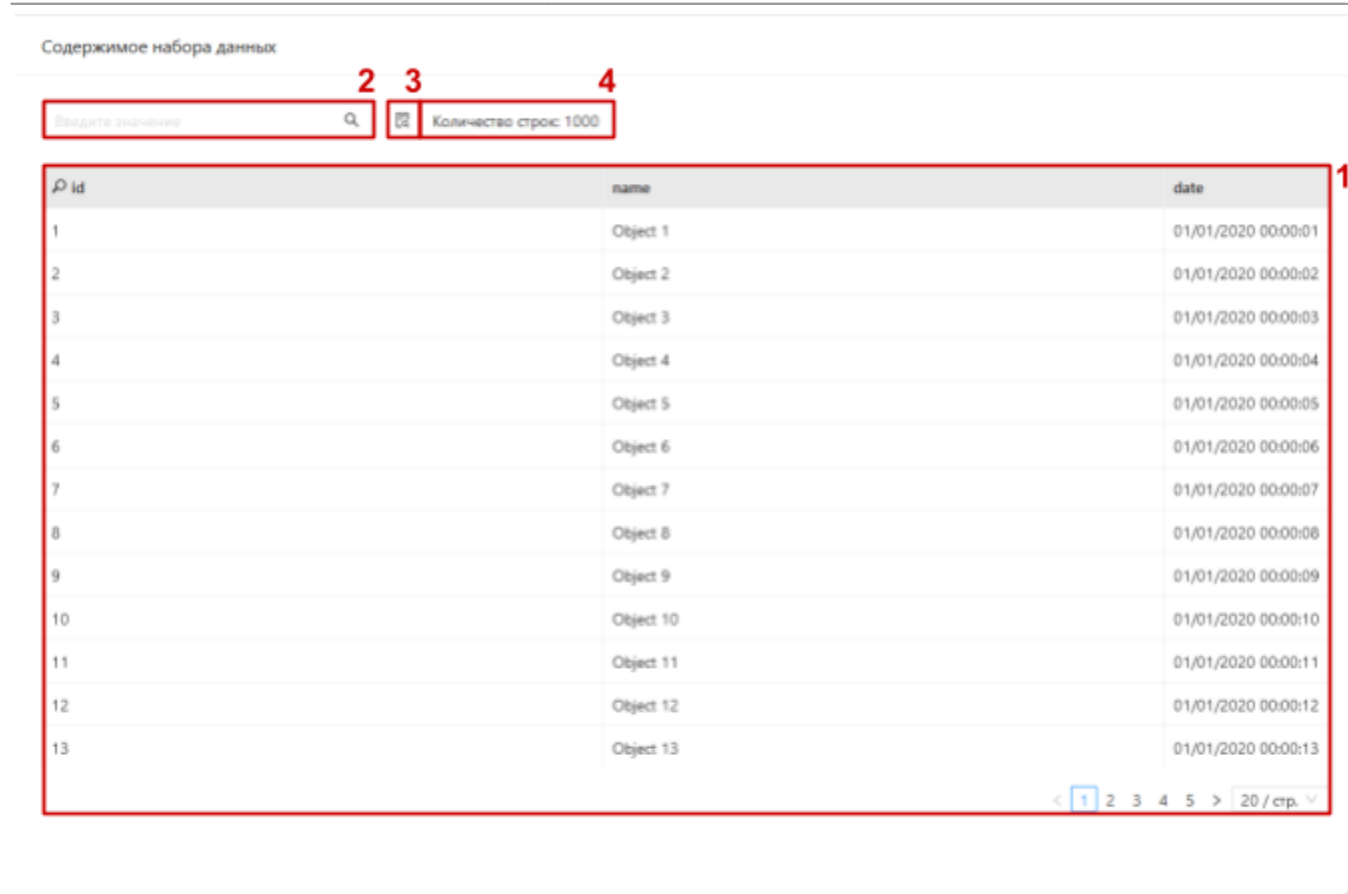 Содержимое набора данных
2 3 4
Введите значение Количество строк: 1000
1
id name date
1 Object 1 01/01/2020 00:00:01
2 Object 2 01/01/2020 00:00:02
3 Object 3 01/01/2020 00:00:03
4 Object 4 01/01/2020 00:00:04
5 Object 5 01/01/2020 00:00:05
6 Object 6 01/01/2020 00:00:06
7 Object 7 01/01/2020 00:00:07
8 Object 8 01/01/2020 00:00:08
9 Object 9 01/01/2020 00:00:09
10 Object 10 01/01/2020 00:00:10
11 Object 11 01/01/2020 00:00:11
12 Object 12 01/01/2020 00:00:12
13 Object 13 01/01/2020 00:00:13
< 1 2 3 4 5 > 20 / стр.